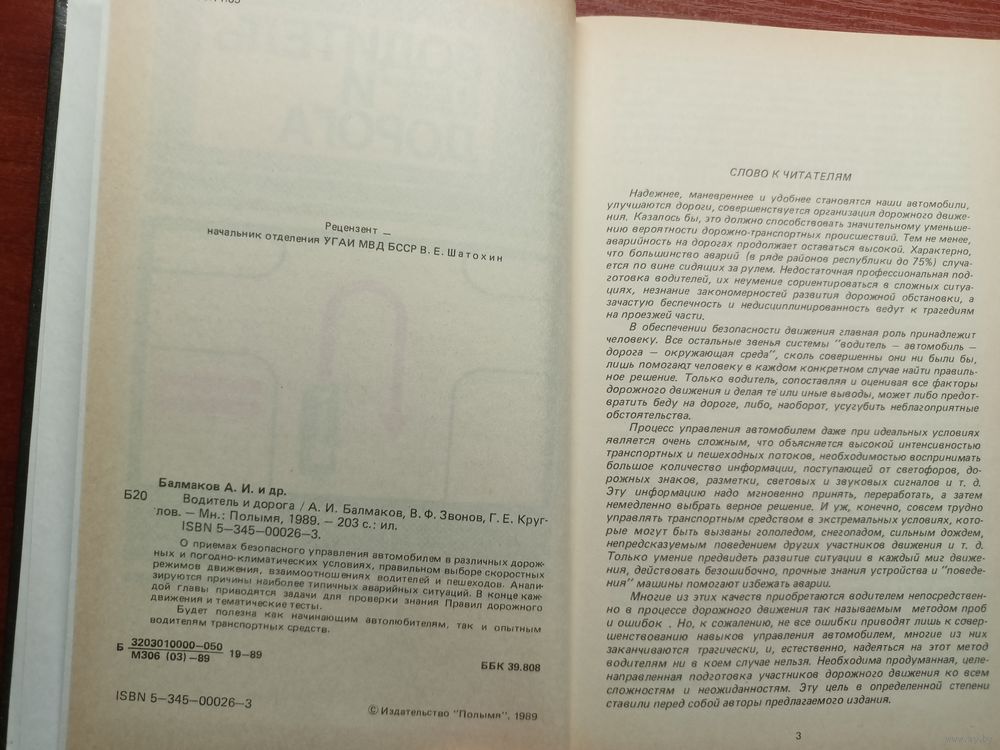 Рецензент —
начальник отделения УГАИ МВД БССР В. Е. Шатохин
Балмаков А. И. и др.
Б20
Водитель и дорога / А. И. Балмаков, В. Ф. Звонов, Г. Е. Круг-
лов. — Мн.: Полымя, 1989. — 203 с.: ил.
ISBN 5—345—00026—3.
О приемах безопасного управления автомобилем в различных дорож-
ных и погодно-климатических условиях, правильном выборе скоростных
режимов движения, взаимоотношениях водителей и пешеходов. Анали-
зируются причины наиболее типичных аварийных ситуаций. В конце каж-
дой главы приводятся задачи для проверки знания Правил дорожного
движения и тематические тесты.
Будет полезна как начинающим автолюбителям, так и опытным
водителям транспортных средств.
Б 3203010000—050
М306 (03)—89
19—89
ББК 39.808
ISBN 5—345—00026—3
© Издательство "Полымя", 1989
СЛОВО К ЧИТАТЕЛЯМ
Надежнее, маневреннее и удобнее становятся наши автомобили,
улучшаются дороги, совершенствуется организация дорожного движе-
ния. Казалось бы, это должно способствовать значительному уменьше-
нию вероятности дорожно-транспортных происшествий. Тем не менее,
аварийность на дорогах продолжает оставаться высокой. Характерно,
что большинство аварий (в ряде районов республики до 75%) случа-
ется по вине сидящих за рулем. Недостаточная профессиональная под-
готовка водителей, их неумение сориентироваться в сложных ситуа-
циях, незнание закономерностей развития дорожной обстановки, а
зачастую беспечность и недисциплинированность ведут к трагедиям
на проезжей части.
В обеспечении безопасности движения главная роль принадлежит
человеку. Все остальные звенья системы "водитель — автомобиль —
дорога — окружающая среда", сколь совершенны они ни были бы,
лишь помогают человеку в каждом конкретном случае найти правиль-
ное решение. Только водитель, сопоставляя и оценивая все факторы
дорожного движения и делая те или иные выводы, может либо предот-
вратить беду на дороге, либо, наоборот, усугубить неблагоприятные
обстоятельства.
Процесс управления автомобилем даже при идеальных условиях
является очень сложным, что объясняется высокой интенсивностью
транспортных и пешеходных потоков, необходимостью воспринимать
большое количество информации, поступающей от светофоров, до-
рожных знаков, разметки, световых и звуковых сигналов и т. д.
Эту информацию надо мгновенно принять, переработать, а затем
немедленно выбрать верное решение. И уж, конечно, совсем трудно
управлять транспортным средством в экстремальных условиях, кото-
рые могут быть вызваны гололедом, снегопадом, сильным дождем,
непредсказуемым поведением других участников движения и т. д.
Только умение предвидеть развитие ситуации в каждый миг движе-
ния, действовать безошибочно, прочные знания устройства и "поведе-
ния" машины помогают избежать аварии.
Многие из этих качеств приобретаются водителем непосредствен-
но в процессе дорожного движения так называемым методом проб
и ошибок . Но, к сожалению, не все ошибки приводят лишь к совер-
шенствованию навыков управления автомобилем, многие из них
заканчиваются трагически, и, естественно, надеяться на этот метод
водителям ни в коем случае нельзя. Необходима продуманная, целе-
направленная подготовка участников дорожного движения ко всем
сложностям и неожиданностям. Эту цель в определенной степени
ставили перед собой авторы предлагаемого издания.
3